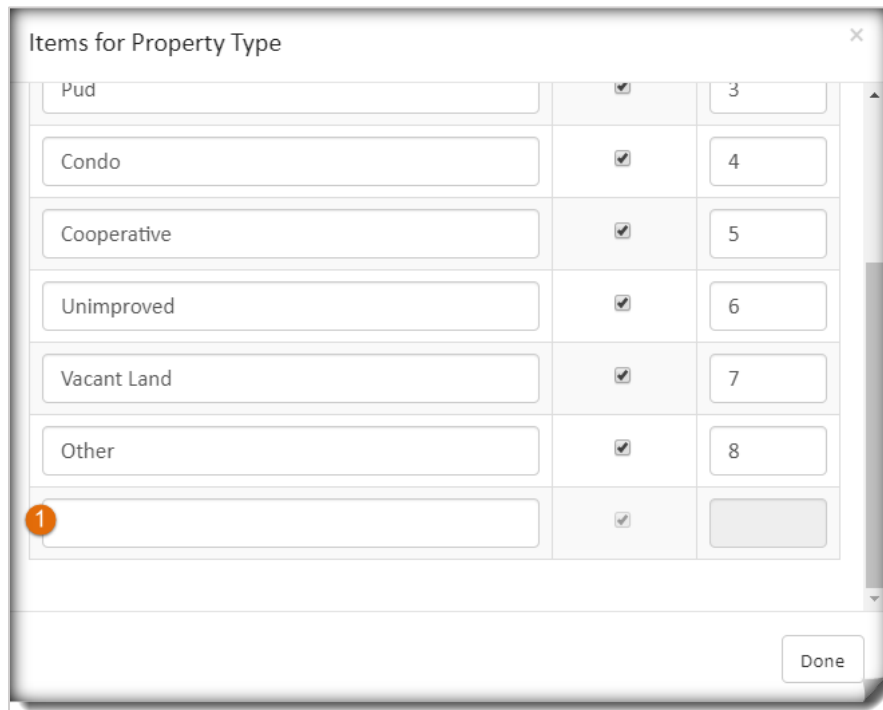 Items for Property Type ×
Pud 3
Condo 4
Cooperative 5
Unimproved 6
Vacant Land 7
Other 8
1
Done